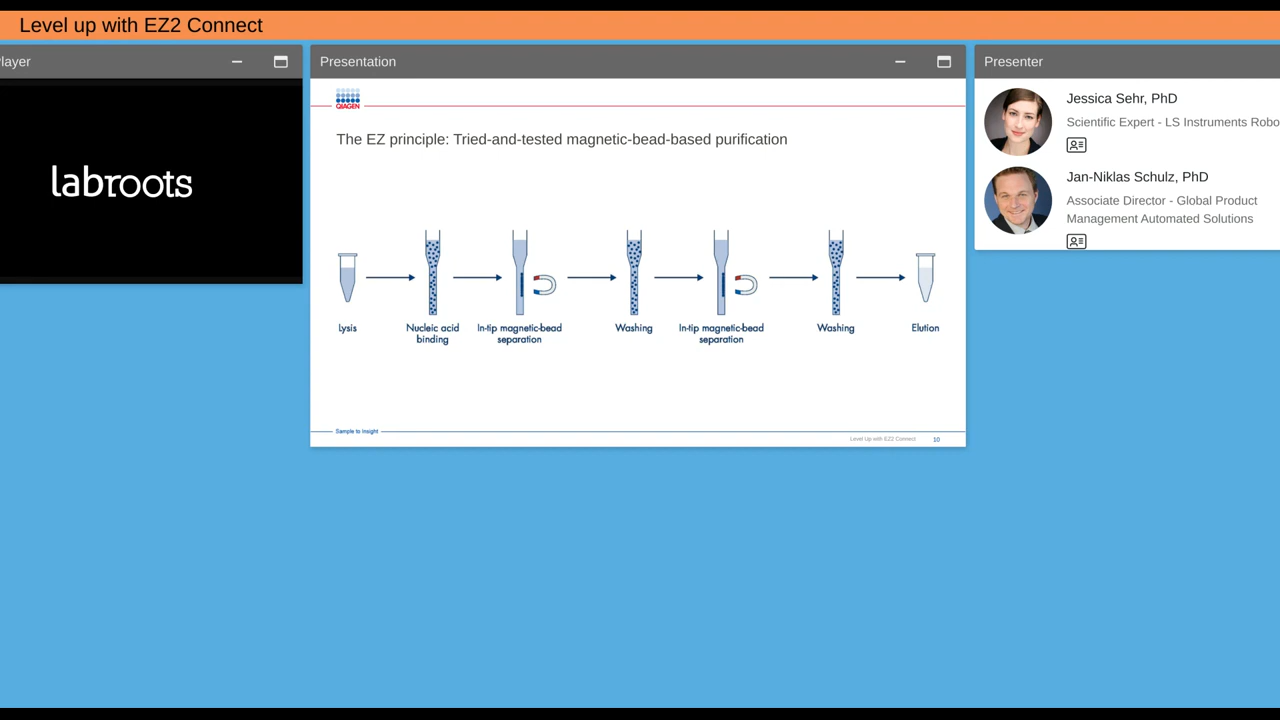 Level up with EZ2 Connect
layer
Presentation
Presenter
labroots
QIAGEN
The EZ principle: Tried-and-tested magnetic-bead-based purification
Lysis
Nucleic acid
binding
In-tip magnetic-bead
separation
Washing
In-tip magnetic-bead
separation
Washing
Elution
Sample to Insight
Level Up with EZ2 Connect
10
Jessica Sehr, PhD
Scientific Expert - LS Instruments Robo
Jan-Niklas Schulz, PhD
Associate Director - Global Product
Management Automated Solutions